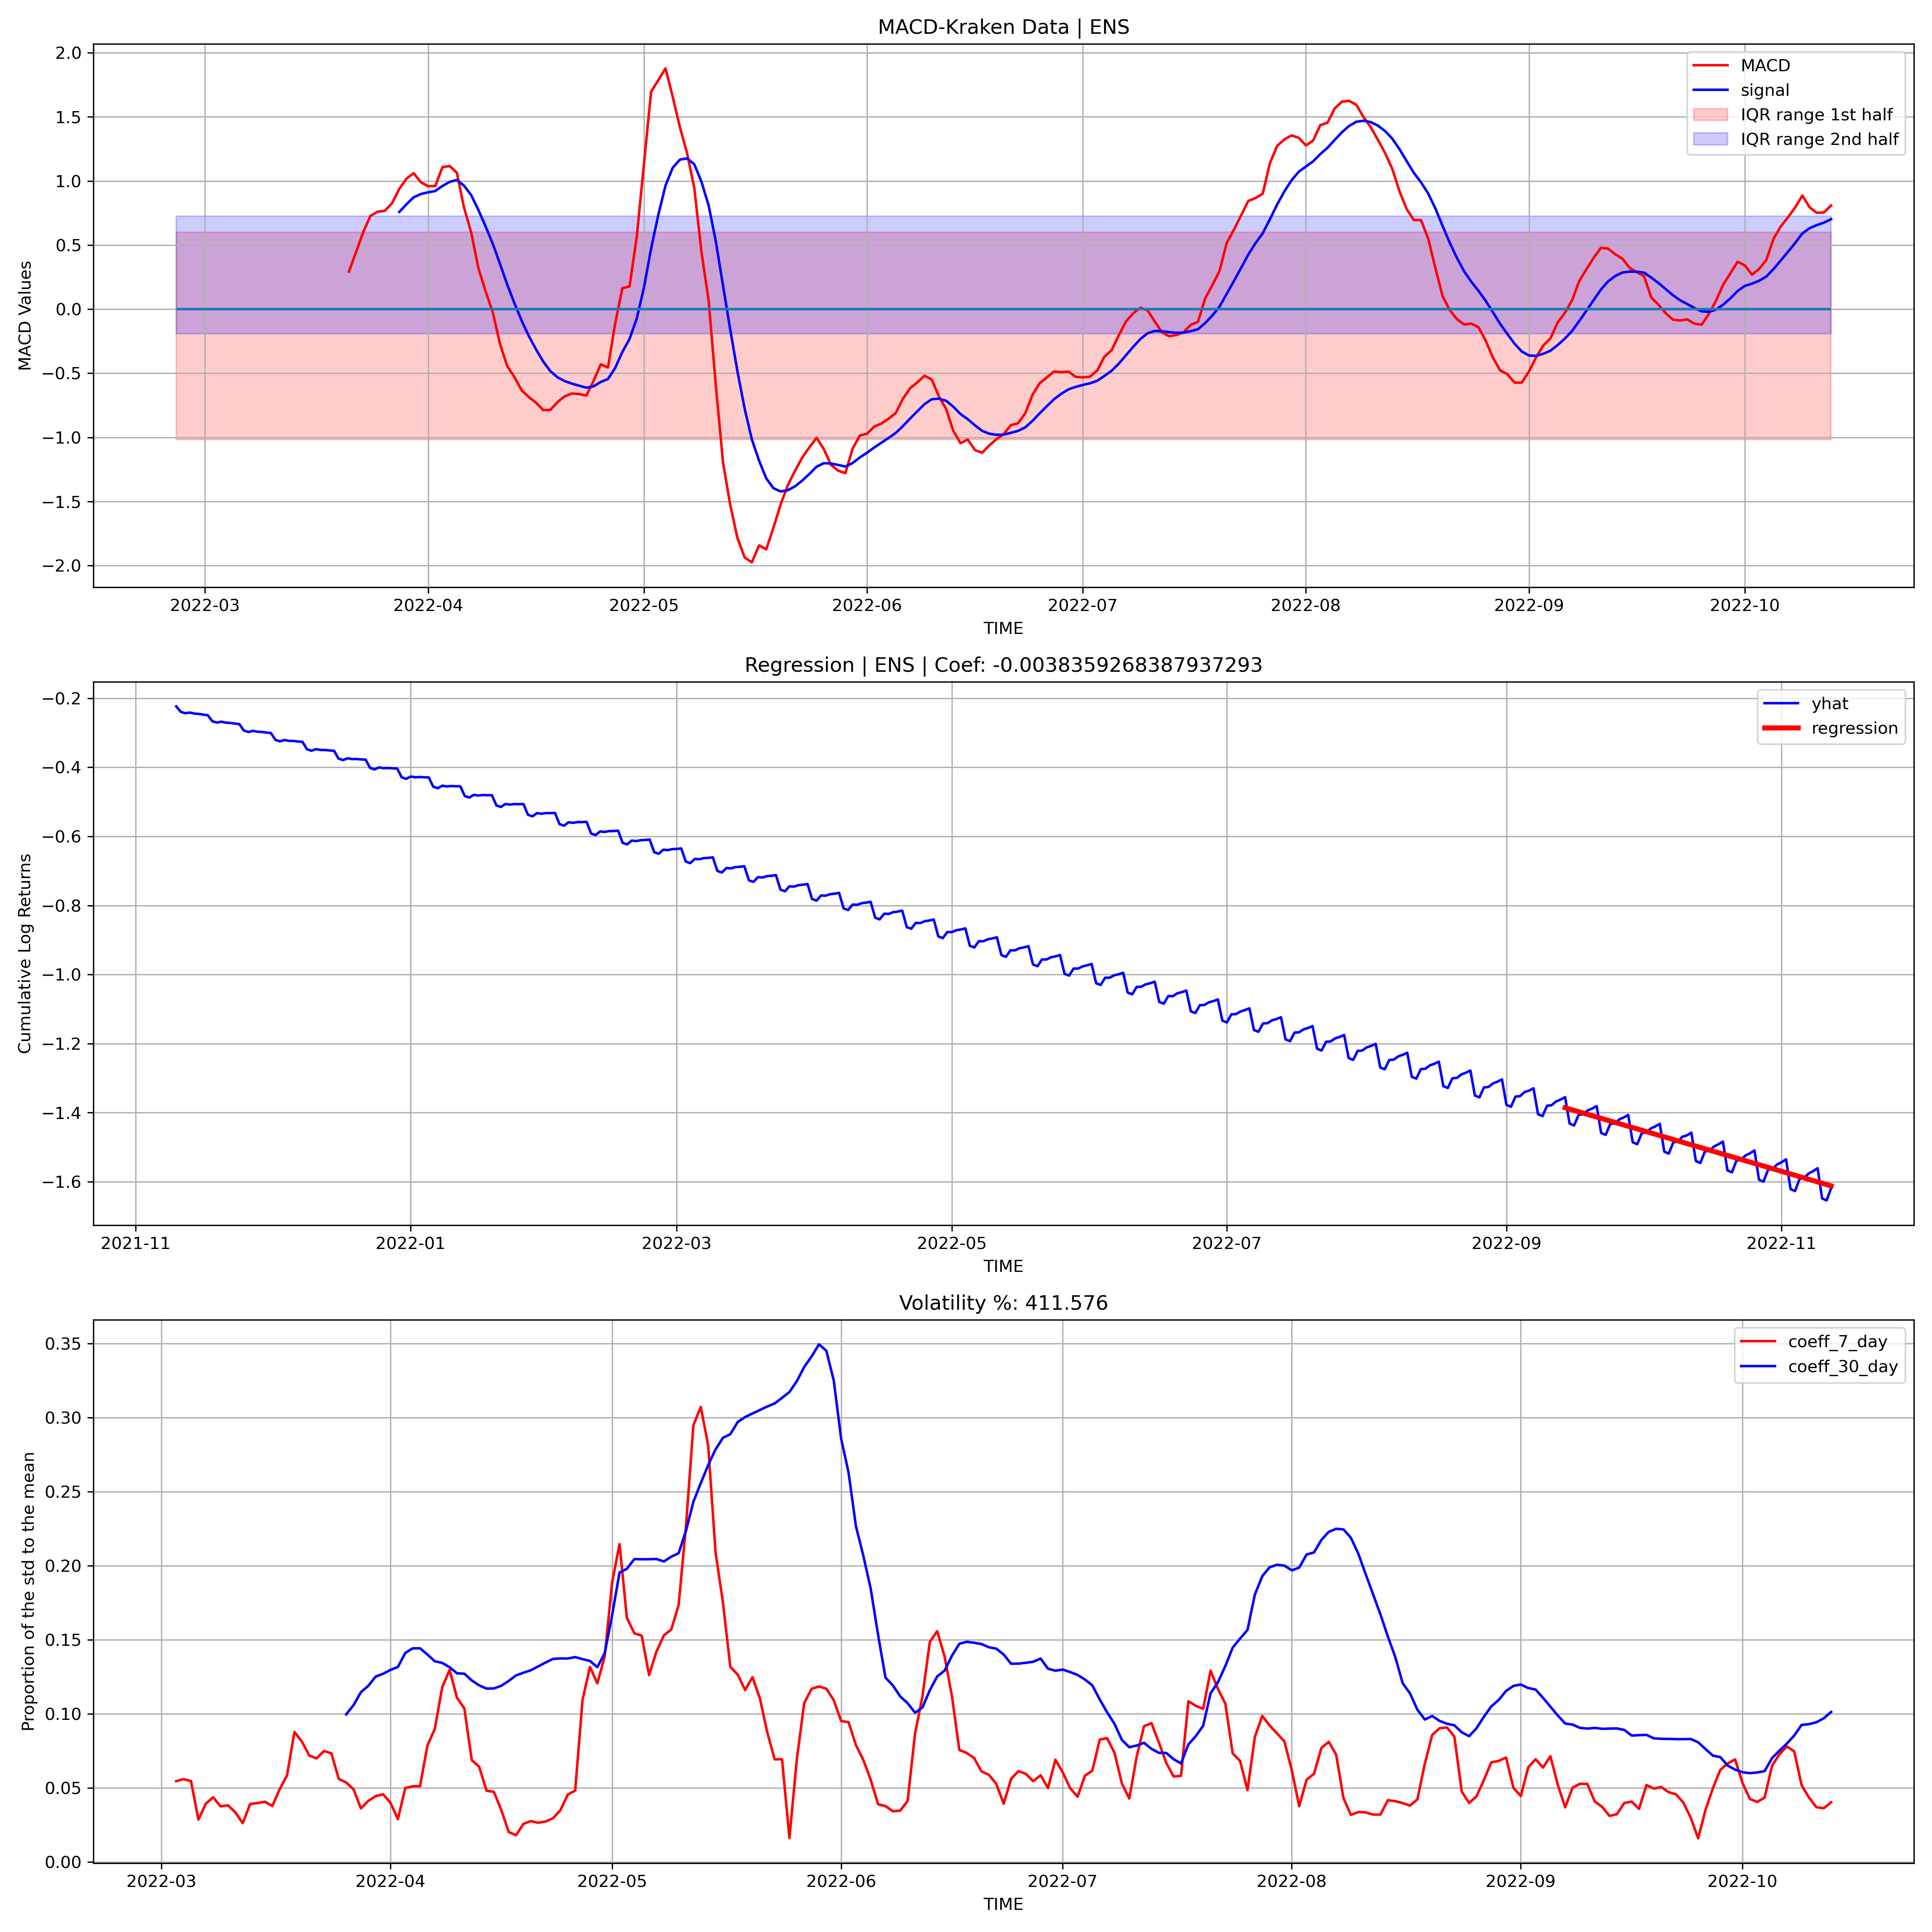 MACD-Kraken Data | ENS
MACD Values
2.0
1.5
1.0
0.5
0.0
−0.5
−1.0
−1.5
−2.0
MACD
signal
IQR range 1st half
IQR range 2nd half
2022-03 2022-04 2022-05 2022-06 2022-07 2022-08 2022-09 2022-10
TIME
Regression | ENS | Coef: -0.0038359268387937293
Cumulative Log Returns
−0.2
−0.4
−0.6
−0.8
−1.0
−1.2
−1.4
−1.6
yhat
regression
2021-11 2022-01 2022-03 2022-05 2022-07 2022-09 2022-11
TIME
Volatility %: 411.576
Proportion of the std to the mean
0.35
0.30
0.25
0.20
0.15
0.10
0.05
0.00
coeff_7_day
coeff_30_day
2022-03 2022-04 2022-05 2022-06 2022-07 2022-08 2022-09 2022-10
TIME